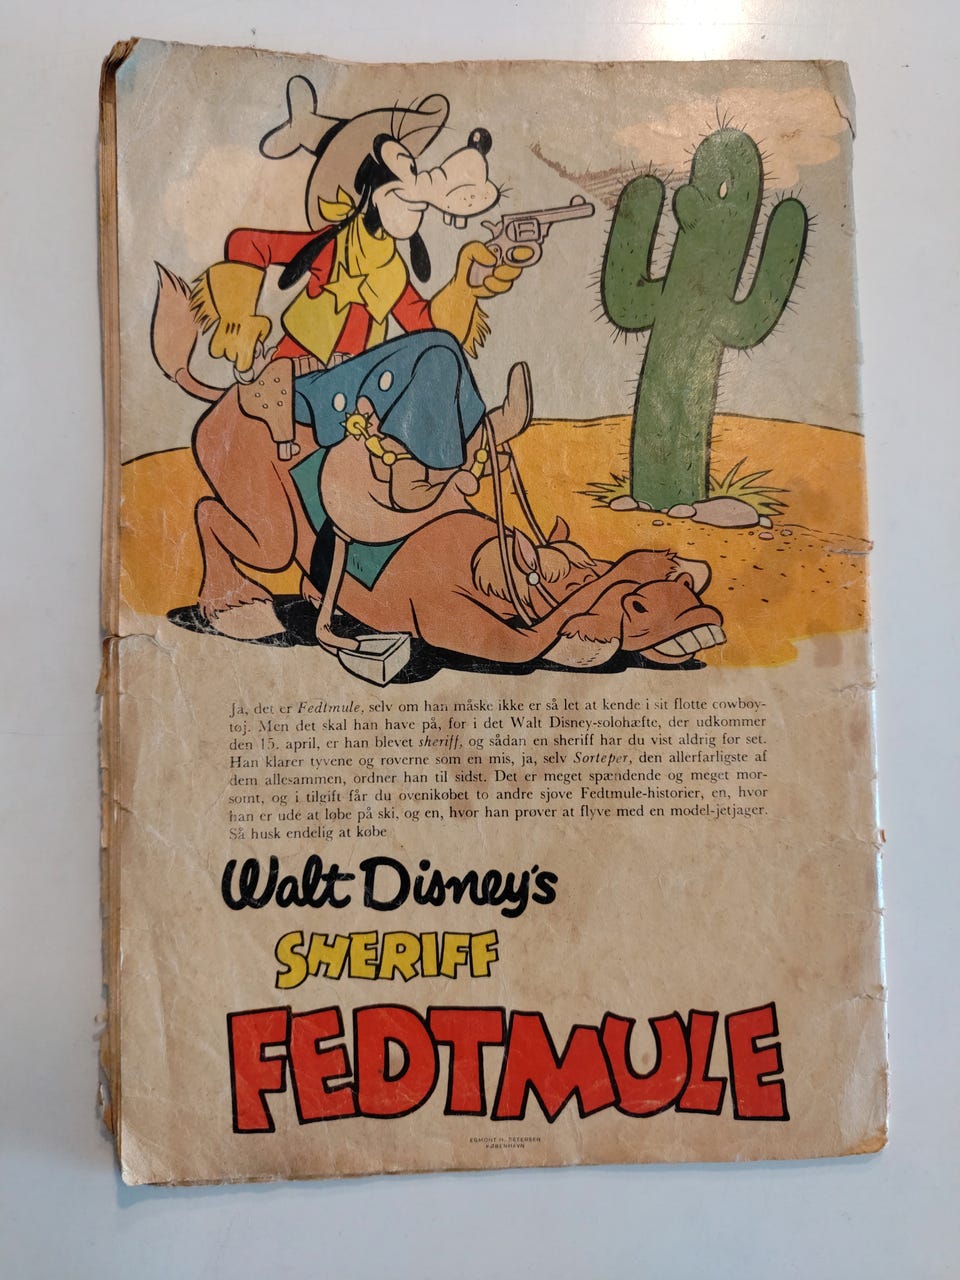 Ja, det er Fedtmule, selv om han måske ikke er så let at kende i sit flotte cowboy-
tøj. Men det skal han have på, for i det Walt Disney-solohæfte, der udkommer
den 15. april, er han blevet sheriff, og sådan en sheriff har du vist aldrig før set.
Han klarer tyvene og røverne som en mis, ja, selv Sorteper, den allerfarligste af
dem allesammen, ordner han til sidst. Det er meget spændende og meget mor-
somt, og i tilgift får du ovenikøbet to andre sjove Fedtmule-historier, en, hvor
han er ude at løbe på ski, og en, hvor han prøver at flyve med en model-jetjager.
Så husk endelig at købe
Walt Disney's
SHERIFF
FEDTMULE
EGMONT H. PETERSEN
KØBENHAVN